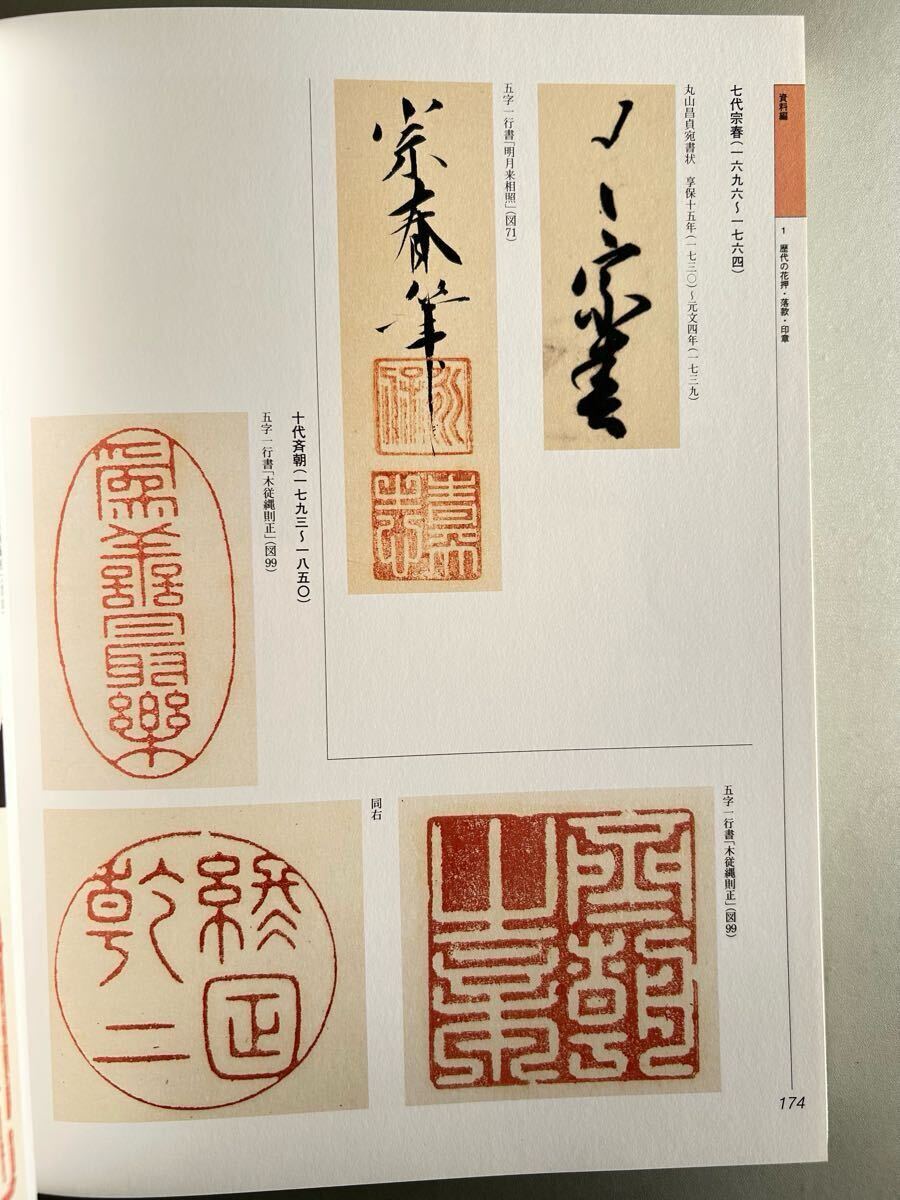 資料編
1 歴代の花押・落款・印章
七代宗春(一六九六〜一七六四)
丸山昌貞宛書状 享保十五年(一七三〇)〜元文四年(一七三九)
五字一行書「明月来相照」(図71)
宗春筆
十代斉朝(一七九三〜一八五〇)
五字一行書「木従縄則正」(図99)
為善最楽
五字一行書「木従縄則正」(図99)
同右
174